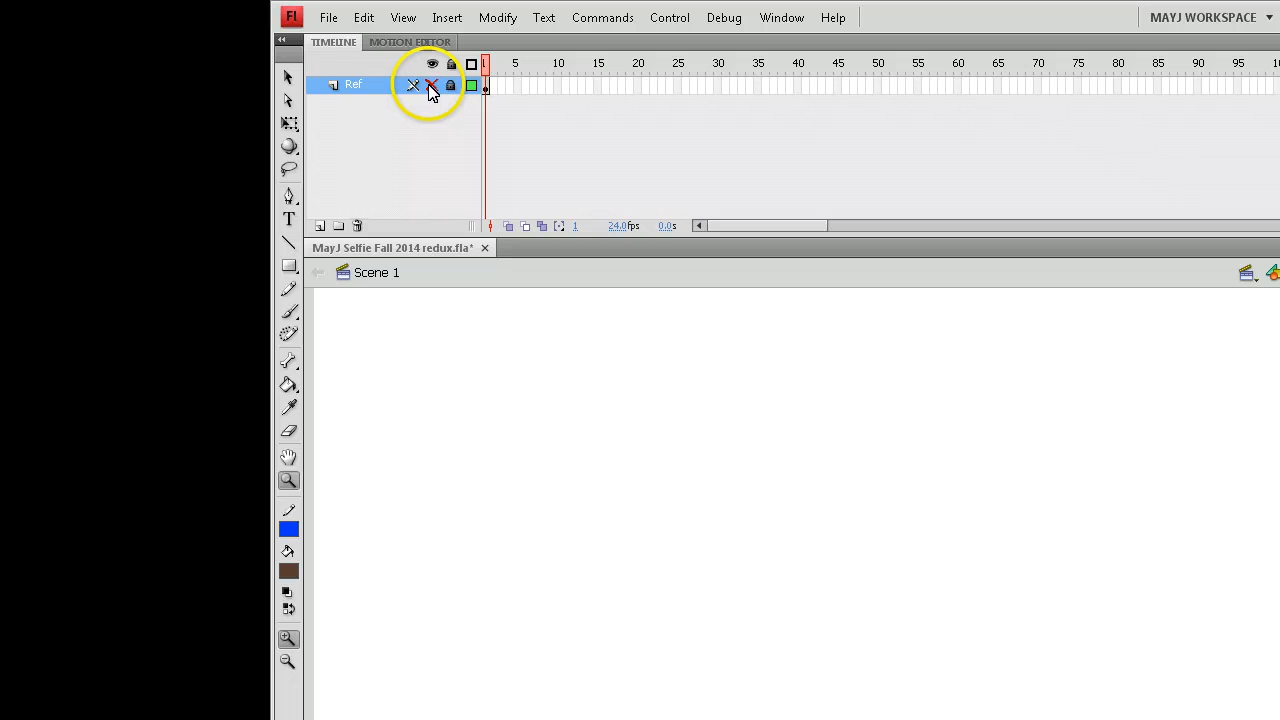 Fl File Edit View Insert Modify Text Commands Control Debug Window Help MAYJ WORKSPACE
TIMELINE MOTION EDITOR
1 5 10 15 20 25 30 35 40 45 50 55 60 65 70 75 80 85 90 95
Ref
1 24.0fps 0.0s
MayJ Selfie Fall 2014 redux.fla*
Scene 1
T